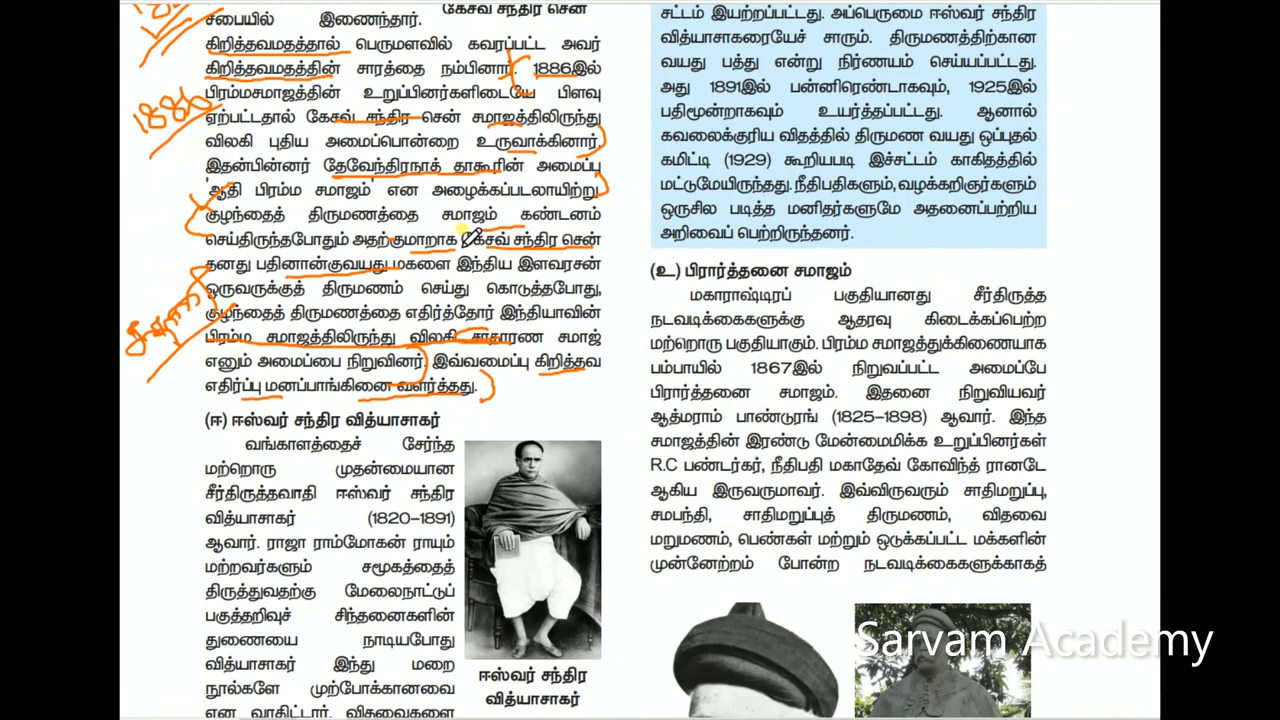 கேசவ் சந்திர சென்
சபையில் இணைந்தார்.
கிறித்தவமதத்தால் பெருமளவில் கவரப்பட்ட அவர்
கிறித்தவமதத்தின் சாரத்தை நம்பினார். 1886இல்
பிரம்மசமாஜத்தின் உறுப்பினர்களிடையே பிளவு
ஏற்பட்டதால் கேசவ் சந்திர சென் சமாஜத்திலிருந்து
விலகி புதிய அமைப்பொன்றை உருவாக்கினார்.
இதன்பின்னர் தேவேந்திரநாத் தாகூரின் அமைப்பு
'ஆதி பிரம்ம சமாஜம்' என அழைக்கப்படலாயிற்று
குழந்தைத் திருமணத்தை சமாஜம் கண்டனம்
செய்திருந்தபோதும் அதற்குமாறாக கேசவ் சந்திர சென்
தனது பதினான்குவயது மகளை இந்திய இளவரசன்
ஒருவருக்குத் திருமணம் செய்து கொடுத்தபோது,
குழந்தைத் திருமணத்தை எதிர்த்தோர் இந்தியாவின்
பிரம்ம சமாஜத்திலிருந்து விலகி சாதாரண சமாஜ்
எனும் அமைப்பை நிறுவினர். இவ்வமைப்பு கிறித்தவ
எதிர்ப்பு மனப்பாங்கினை வளர்த்தது.
1886
(ஈ) ஈஸ்வர் சந்திர வித்யாசாகர்
வங்காளத்தைச் சேர்ந்த
மற்றொரு முதன்மையான
சீர்திருத்தவாதி ஈஸ்வர் சந்திர
வித்யாசாகர் (1820–1891)
ஆவார். ராஜா ராம்மோகன் ராயும்
மற்றவர்களும் சமூகத்தைத்
திருத்துவதற்கு மேலைநாட்டுப்
பகுத்தறிவுச் சிந்தனைகளின்
துணையை நாடியபோது
வித்யாசாகர் இந்து மறை
நூல்களே முற்போக்கானவை
என வாதிட்டார். விதவைகளை
ஈஸ்வர் சந்திர
வித்யாசாகர்
சட்டம் இயற்றப்பட்டது. அப்பெருமை ஈஸ்வர் சந்திர
வித்யாசாகரையேச் சாரும். திருமணத்திற்கான
வயது பத்து என்று நிர்ணயம் செய்யப்பட்டது.
அது 1891இல் பன்னிரெண்டாகவும், 1925இல்
பதிமூன்றாகவும் உயர்த்தப்பட்டது. ஆனால்
கவலைக்குரிய விதத்தில் திருமண வயது ஒப்புதல்
கமிட்டி (1929) கூறியபடி இச்சட்டம் காகிதத்தில்
மட்டுமேயிருந்தது. நீதிபதிகளும், வழக்கறிஞர்களும்
ஒருசில படித்த மனிதர்களுமே அதனைப்பற்றிய
அறிவைப் பெற்றிருந்தனர்.
(உ) பிரார்த்தனை சமாஜம்
மகாராஷ்டிரப் பகுதியானது சீர்திருத்த
நடவடிக்கைகளுக்கு ஆதரவு கிடைக்கப்பெற்ற
மற்றொரு பகுதியாகும். பிரம்ம சமாஜத்துக்கிணையாக
பம்பாயில் 1867இல் நிறுவப்பட்ட அமைப்பே
பிரார்த்தனை சமாஜம். இதனை நிறுவியவர்
ஆத்மராம் பாண்டுரங் (1825–1898) ஆவார். இந்த
சமாஜத்தின் இரண்டு மேன்மைமிக்க உறுப்பினர்கள்
R.C பண்டர்கர், நீதிபதி மகாதேவ் கோவிந்த் ரானடே
ஆகிய இருவருமாவர். இவ்விருவரும் சாதிமறுப்பு,
சமபந்தி, சாதிமறுப்புத் திருமணம், விதவை
மறுமணம், பெண்கள் மற்றும் ஒடுக்கப்பட்ட மக்களின்
முன்னேற்றம் போன்ற நடவடிக்கைகளுக்காகத்
Sarvam Academy